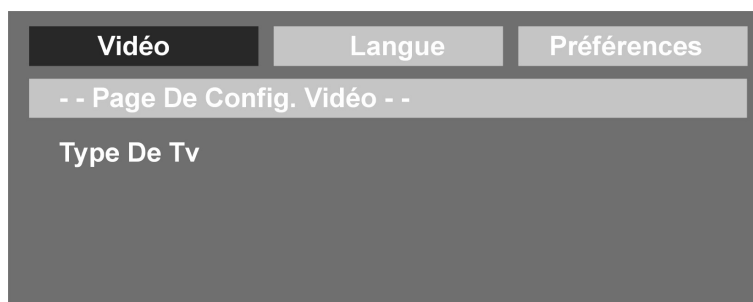 Vidéo Langue Préférences
- - Page De Config. Vidéo - -
Type De Tv